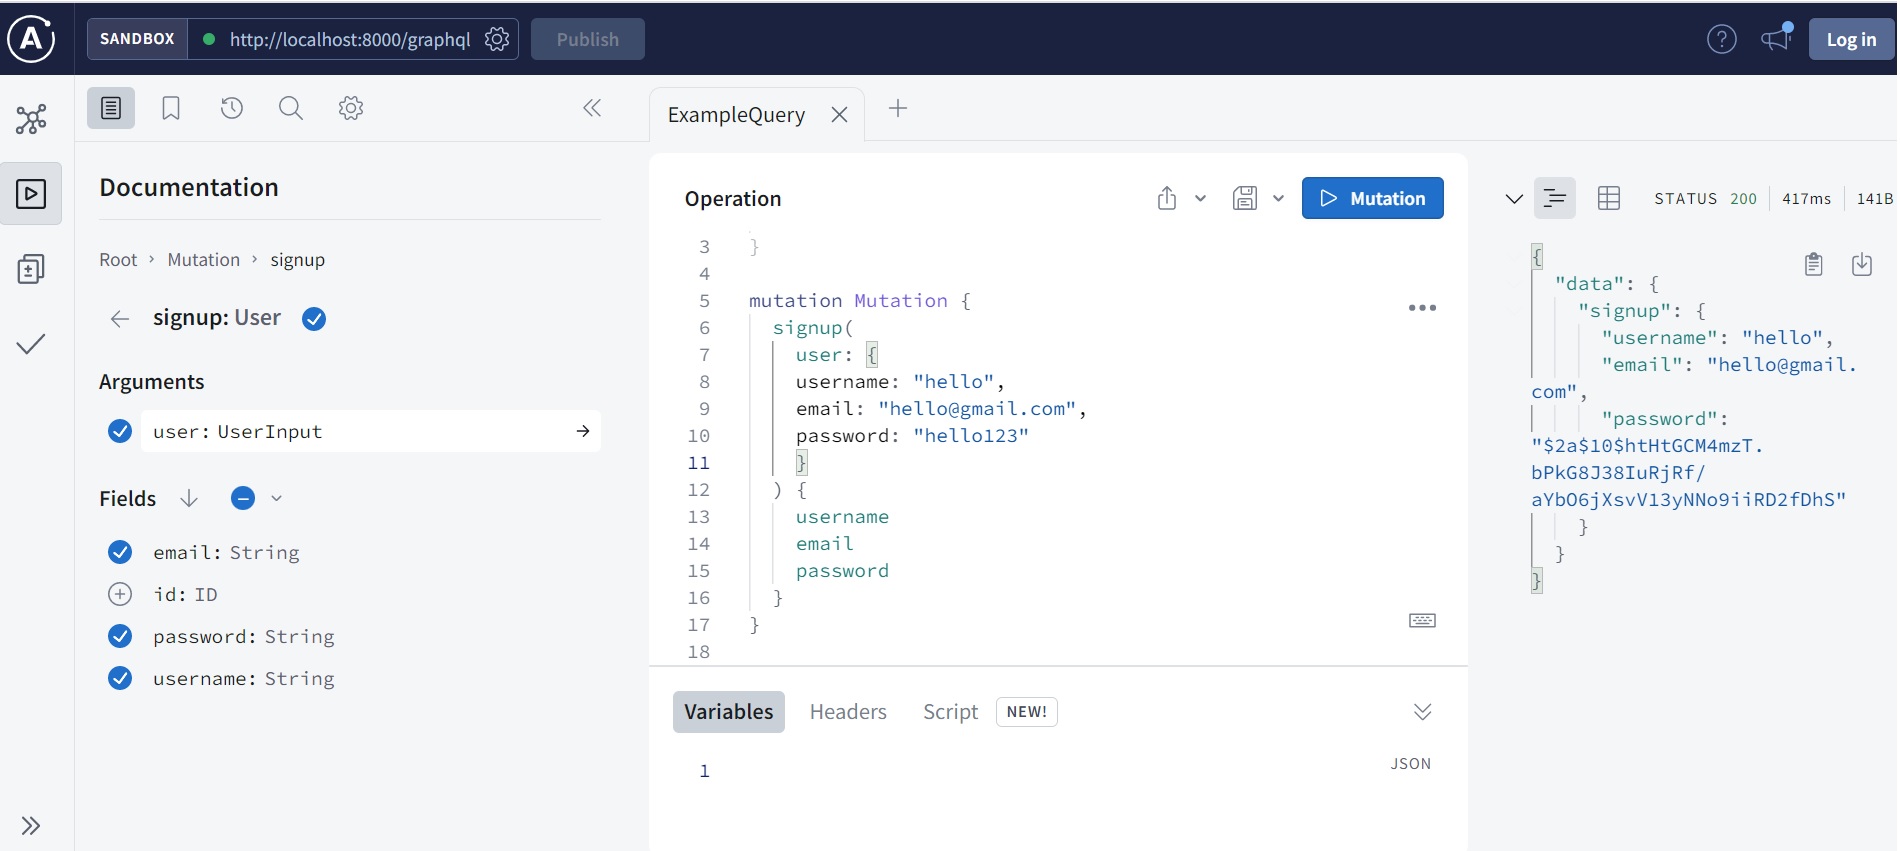 SANDBOX http://localhost:8000/graphql Publish Log in
ExampleQuery
Documentation
Root > Mutation > signup
signup: User
Arguments
user: UserInput
Fields
email: String
id: ID
password: String
username: String
Operation
Mutation
3 }
4
5 mutation Mutation {
6 signup(
7 user: {
8 username: "hello",
9 email: "hello@gmail.com",
10 password: "hello123"
11 }
12 ) {
13 username
14 email
15 password
16 }
17 }
18
Variables Headers Script NEW!
1
JSON
STATUS 200 417ms 141B
{
"data": {
"signup": {
"username": "hello",
"email": "hello@gmail.
com",
"password":
"$2a$10$htHtGCM4mzT.
bPkG8J38IuRjRf/
aYbO6jXsvV13yNNo9iiRD2fDhS"
}
}
}